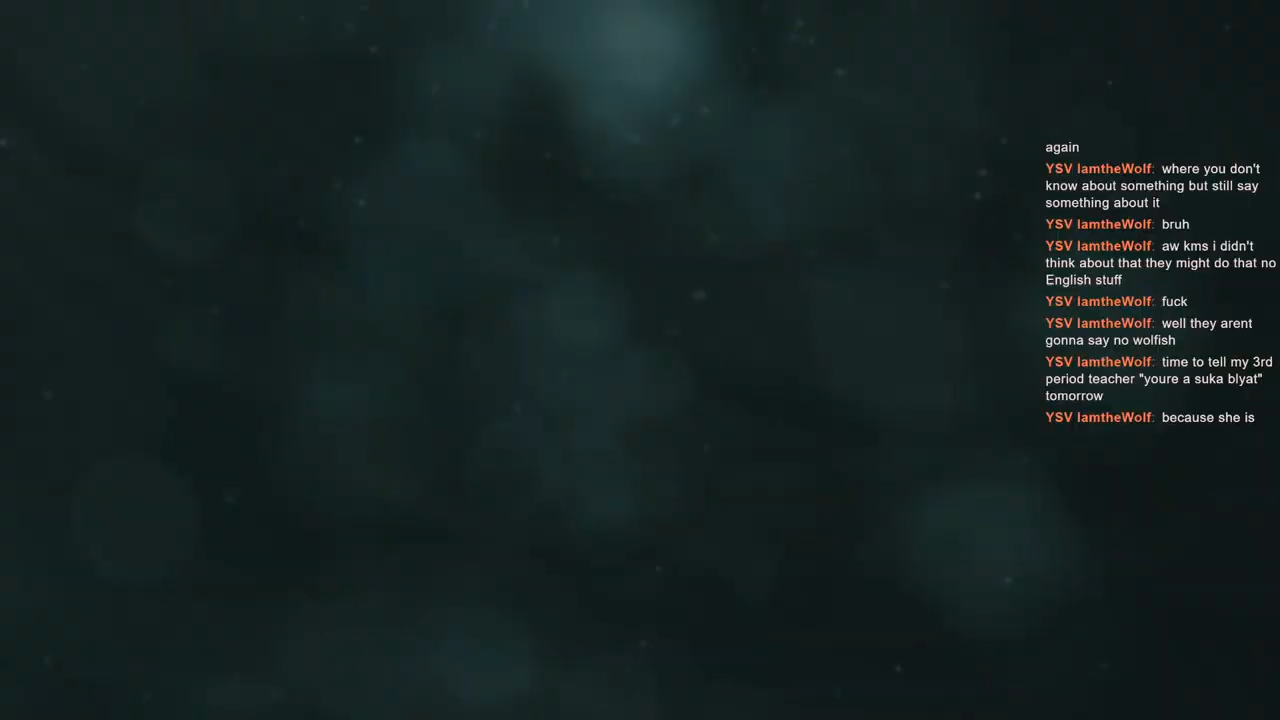 again
YSV IamtheWolf: where you don't
know about something but still say
something about it
YSV IamtheWolf: bruh
YSV IamtheWolf: aw kms i didn't
think about that they might do that no
English stuff
YSV IamtheWolf: fuck
YSV IamtheWolf: well they arent
gonna say no wolfish
YSV IamtheWolf: time to tell my 3rd
period teacher "youre a suka blyat"
tomorrow
YSV IamtheWolf: because she is